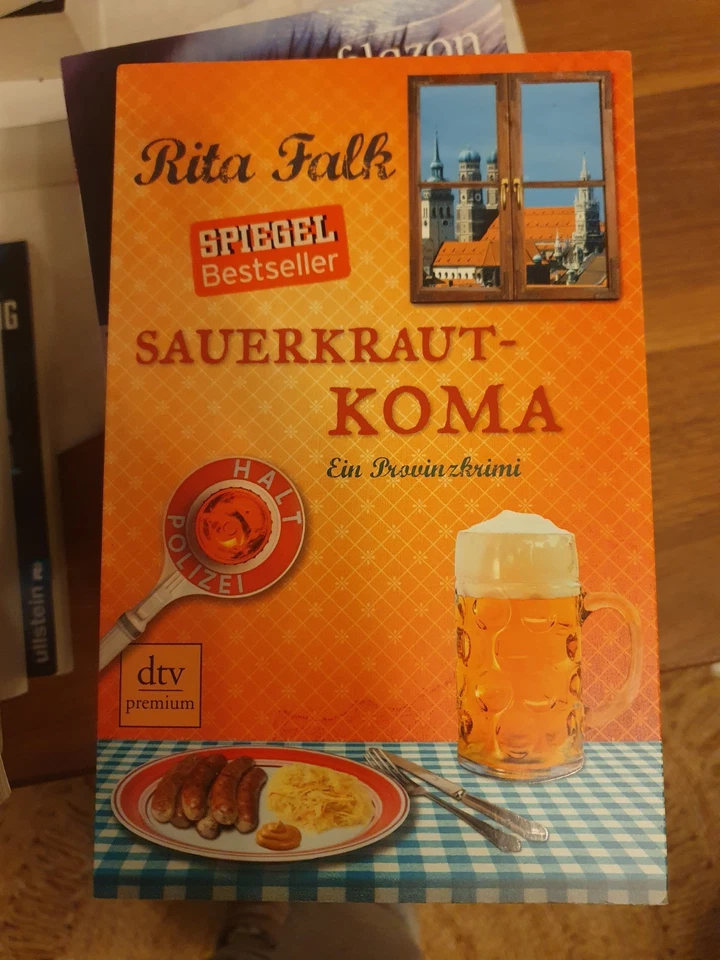 Rita Falk
SPIEGEL
Bestseller
SAUERKRAUT-
KOMA
Ein Provinzkrimi
HALT
POLIZEI
dtv
premium
ullstein